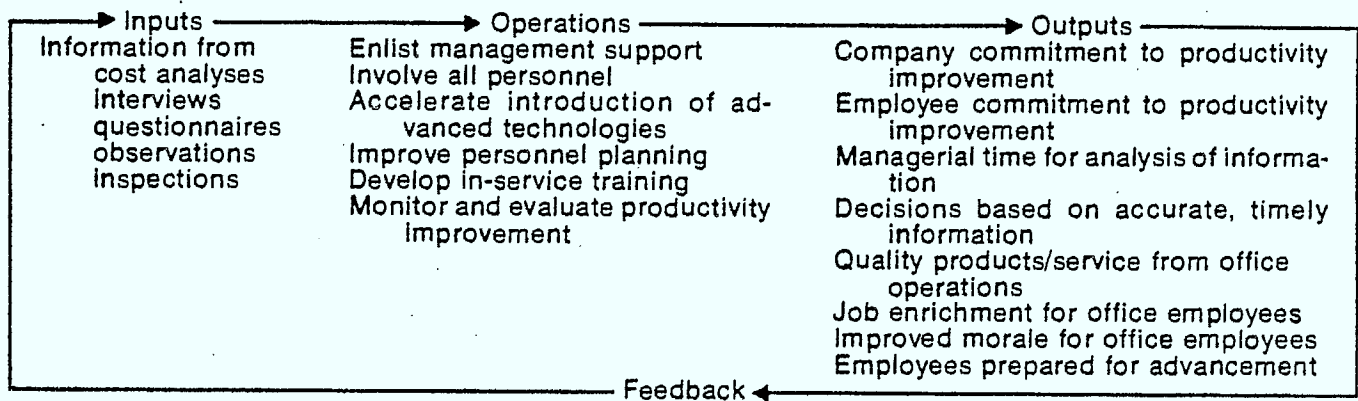 Inputs
Information from
cost analyses
interviews
questionnaires
observations
inspections
Operations
Enlist management support
Involve all personnel
Accelerate introduction of ad-
vanced technologies
Improve personnel planning
Develop in-service training
Monitor and evaluate productivity
improvement
Outputs
Company commitment to productivity
improvement
Employee commitment to productivity
improvement
Managerial time for analysis of informa-
tion
Decisions based on accurate, timely
information
Quality products/service from office
operations
Job enrichment for office employees
Improved morale for office employees
Employees prepared for advancement
Feedback